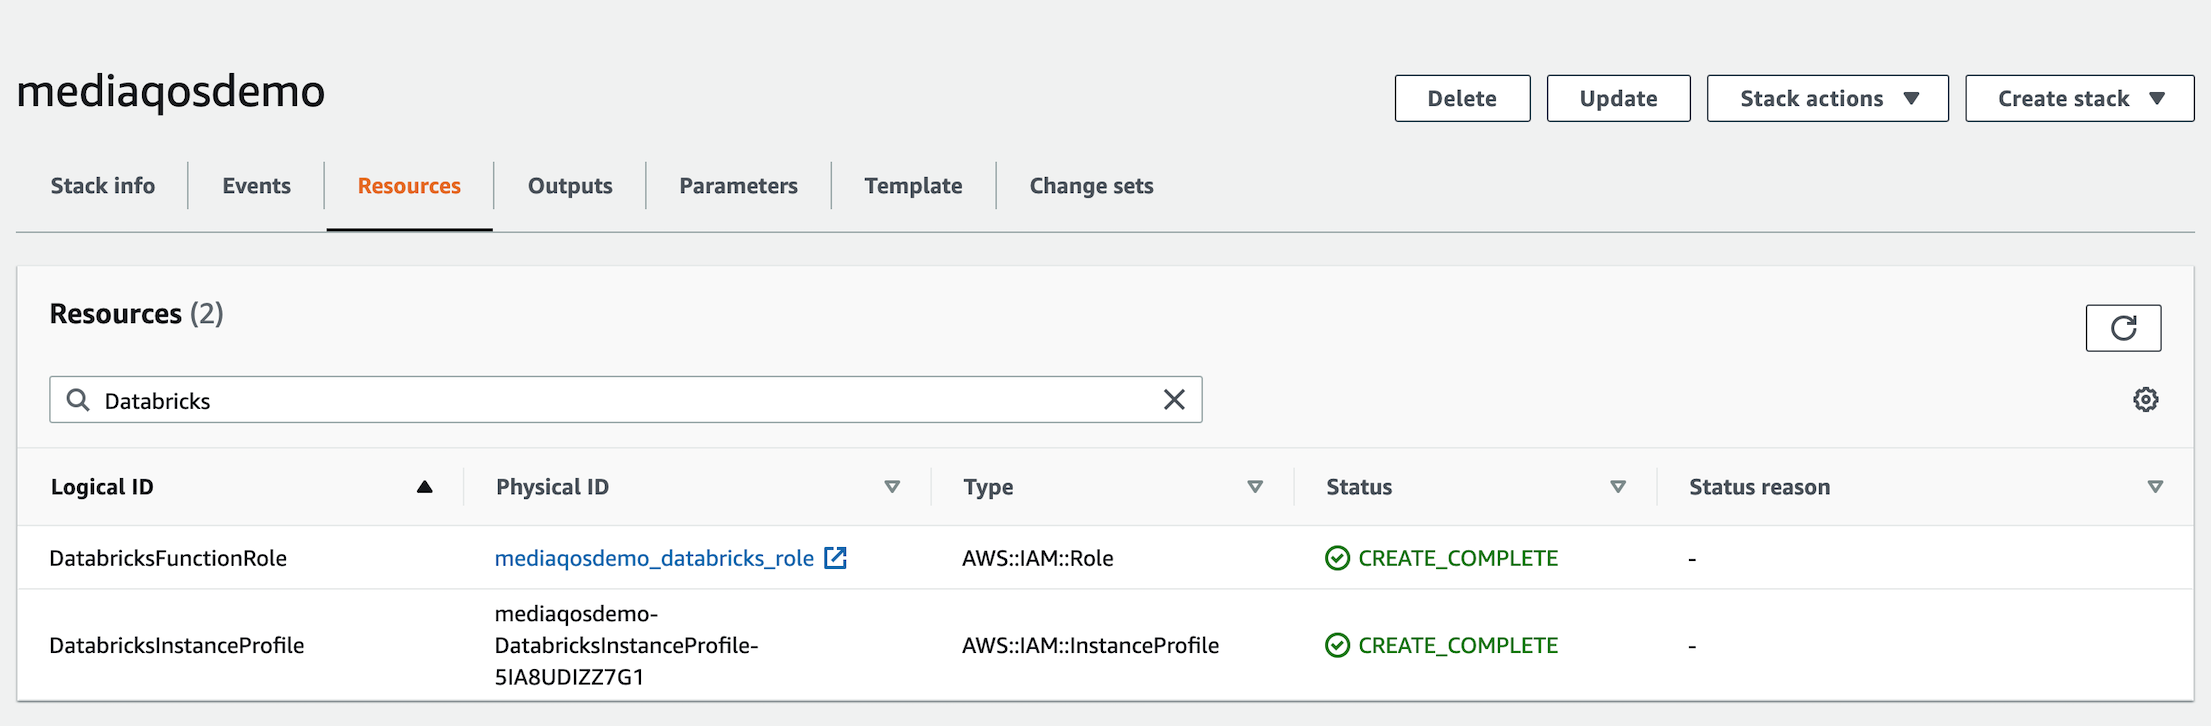 mediaqosdemo
Delete
Update
Stack actions
Create stack
Stack info
Events
Resources
Outputs
Parameters
Template
Change sets
Resources (2)
Databricks
Logical ID
Physical ID
Type
Status
Status reason
DatabricksFunctionRole
mediaqosdemo_databricks_role
AWS::IAM::Role
CREATE_COMPLETE
-
DatabricksInstanceProfile
mediaqosdemo-
DatabricksInstanceProfile-
5IA8UDIZZ7G1
AWS::IAM::InstanceProfile
CREATE_COMPLETE
-